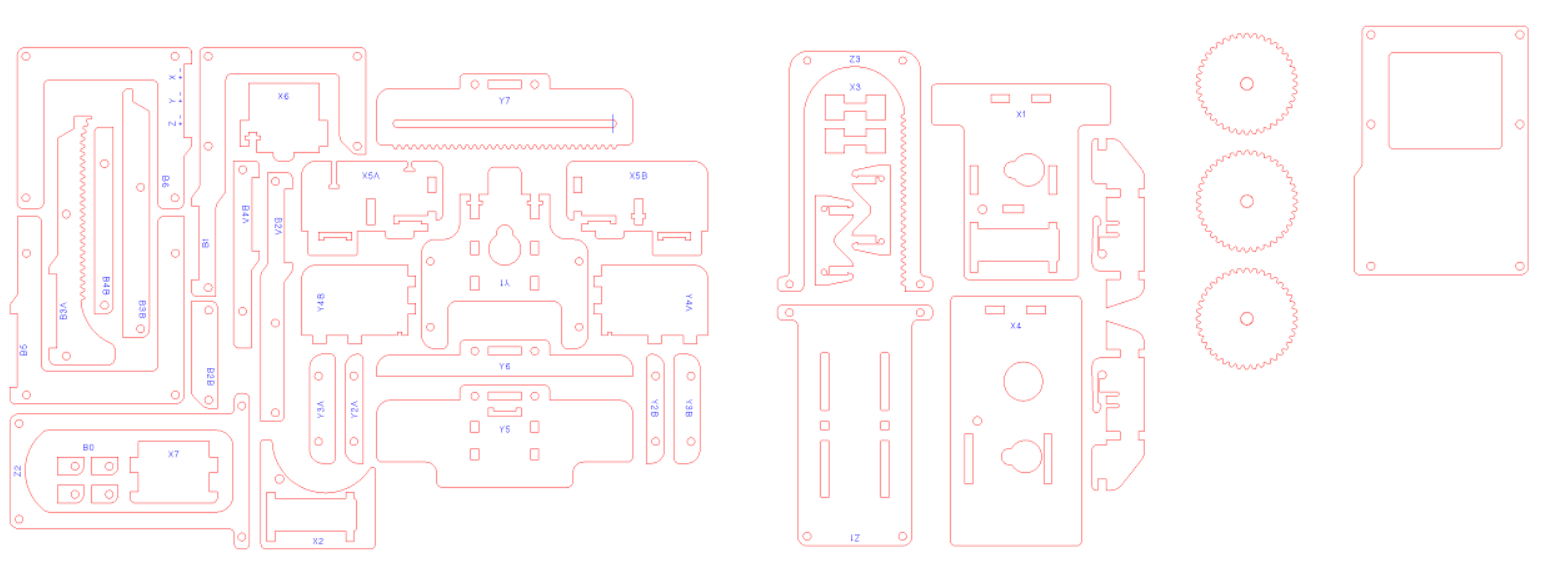 X6
Y7
Z3
X3
X1
- +
X
- +
Y
- +
Z
B6
X5A
X5B
B4A
B2A
B1
B4B
B3B
B3A
Y1
Y4B
Y4A
X4
B5
B2B
Y6
Y3A
Y2A
Y2B
Y3B
Y5
B0
X7
Z2
X2
Z1